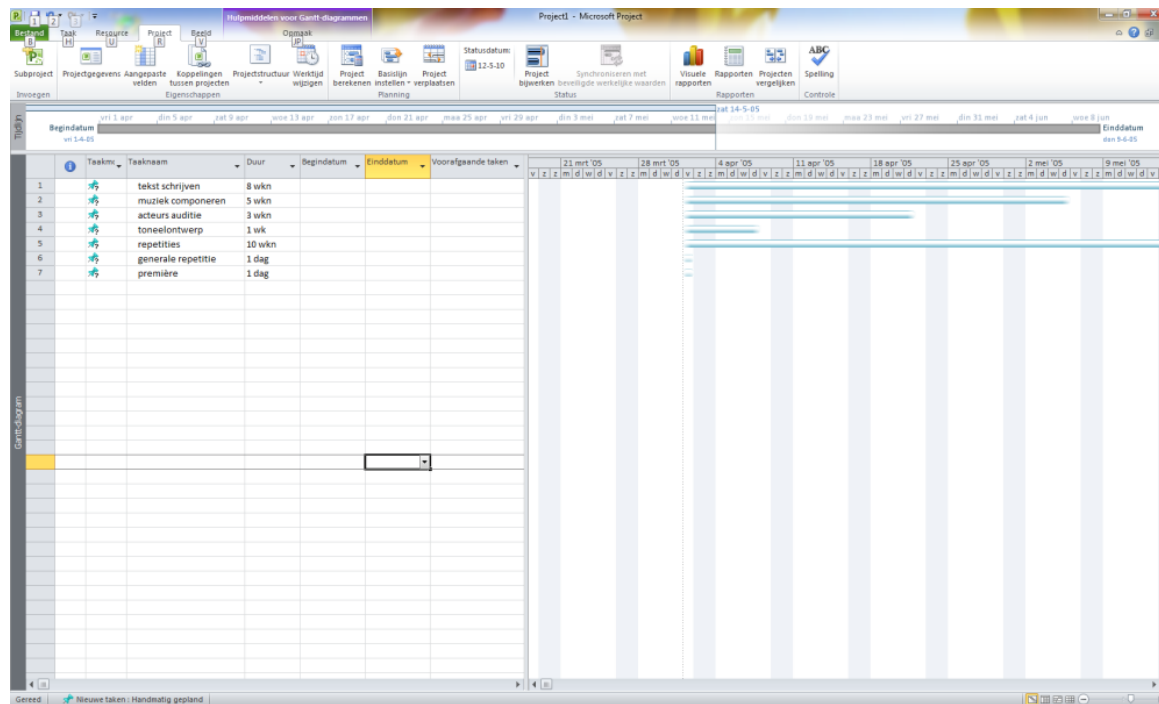 Hulpmiddelen voor Gantt-diagrammen
Project1 - Microsoft Project
1 2 3
Bestand Taak Resource Project Beeld Opmaak
B H U R V JP
Subproject Projectgegevens Aangepaste velden Koppelingen tussen projecten Projectstructuur Werktijd wijzigen Project berekenen Basislijn instellen Project verplaatsen Statusdatum: 12-5-10 Project bijwerken Synchroniseren met beveiligde werkelijke waarden Visuele rapporten Rapporten Projecten vergelijken Spelling
Invoegen Eigenschappen Planning Status Rapporten Controle
Tijdlijn
zat 14-5-05
vri 1 apr din 5 apr zat 9 apr woe 13 apr zon 17 apr don 21 apr maa 25 apr vri 29 apr din 3 mei zat 7 mei woe 11 mei zon 15 mei don 19 mei maa 23 mei vri 27 mei din 31 mei zat 4 jun woe 8 jun
Begindatum
vri 1-4-05
Einddatum
don 9-6-05
Taakmo Taaknaam Duur Begindatum Einddatum Voorafgaande taken
21 mrt '05 28 mrt '05 4 apr '05 11 apr '05 18 apr '05 25 apr '05 2 mei '05 9 mei '05
v z z m d w d v z z m d w d v z z m d w d v z z m d w d v z z m d w d v z z m d w d v z z m d w d v z z m d w d v
1 tekst schrijven 8 wkn
2 muziek componeren 5 wkn
3 acteurs auditie 3 wkn
4 toneelontwerp 1 wk
5 repetities 10 wkn
6 generale repetitie 1 dag
7 première 1 dag
Gantt-diagram
Gereed Nieuwe taken : Handmatig gepland